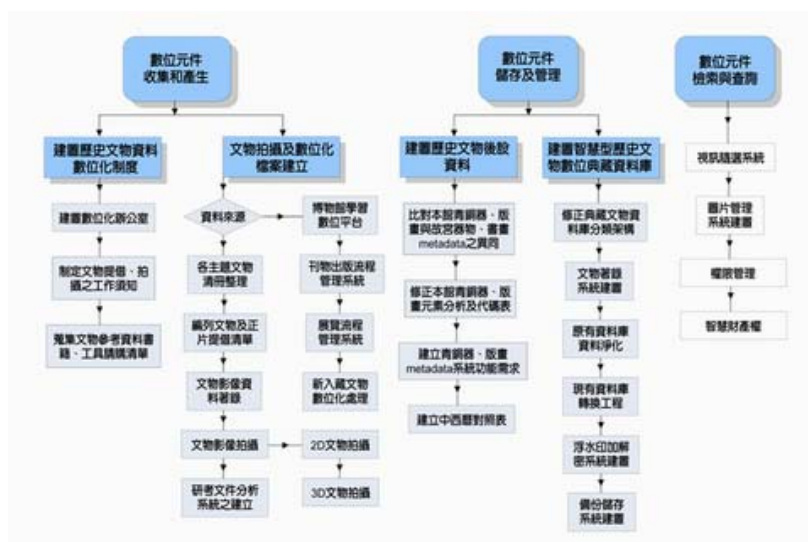 數位元件
收集和產生
建置歷史文物資料
數位化制度
建置數位化辦公室
制定文物提借、拍
攝之工作須知
蒐集文物參考資料書
籍、工具請購清單
文物拍攝及數位化
檔案建立
資料來源
各主題文物
清冊整理
編列文物及正
片提借清單
文物影像資
料著錄
文物影像拍攝
研考文件分析
系統之建立
博物館學習
數位平台
刊物出版流程
管理系統
展覽流程
管理系統
新入藏文物
數位化處理
2D文物拍攝
3D文物拍攝
數位元件
儲存及管理
建置歷史文物後設
資料
比對本館青銅器、版
畫與故宮器物、書畫
metadata之異同
修正本館青銅器、版
畫元素分析及代碼表
建立青銅器、版畫
metadata系統功能需求
建立中西曆對照表
建置智慧型歷史文
物數位典藏資料庫
修正典藏文物資
料庫分類架構
文物著錄
系統建置
原有資料庫
資料淨化
現有資料庫
轉換工程
浮水印加解
密系統建置
備份儲存
系統建置
數位元件
檢索與查詢
視訊隨選系統
圖片管理
系統建置
權限管理
智慧財產權